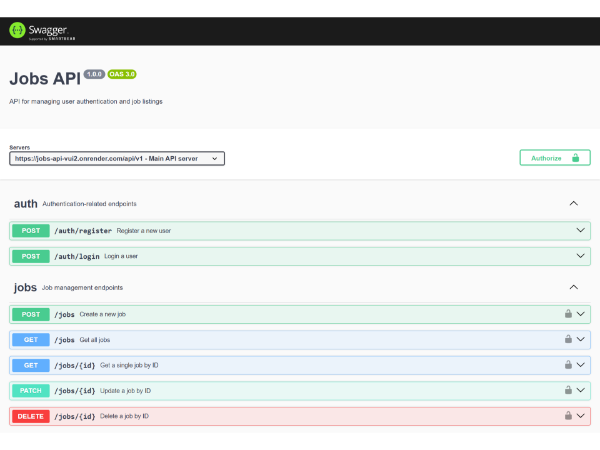 Swagger
Supported by SMARTBEAR
Jobs API 1.0.0 OAS 3.0
API for managing user authentication and job listings
Servers
https://jobs-api-vui2.onrender.com/api/v1 - Main API server
Authorize
auth Authentication-related endpoints
POST /auth/register Register a new user
POST /auth/login Login a user
jobs Job management endpoints
POST /jobs Create a new job
GET /jobs Get all jobs
GET /jobs/{id} Get a single job by ID
PATCH /jobs/{id} Update a job by ID
DELETE /jobs/{id} Delete a job by ID